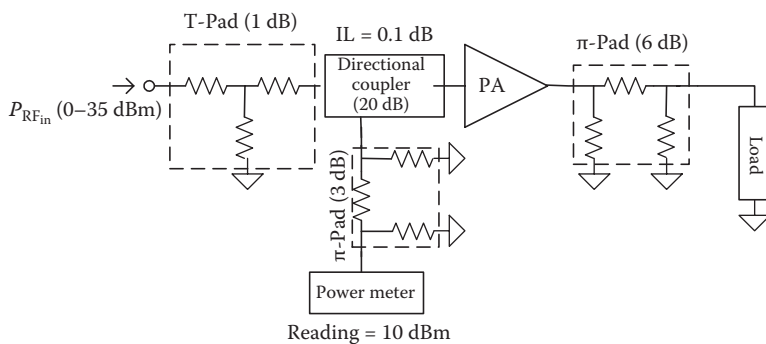 T-Pad (1 dB)
IL = 0.1 dB
π-Pad (6 dB)
Directional
coupler
(20 dB)
PA
P_RF_in (0–35 dBm)
Load
π-Pad (3 dB)
Power meter
Reading = 10 dBm